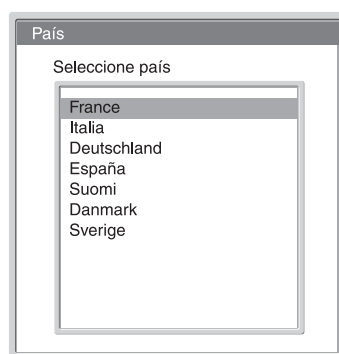 País
Seleccione país
France
Italia
Deutschland
España
Suomi
Danmark
Sverige